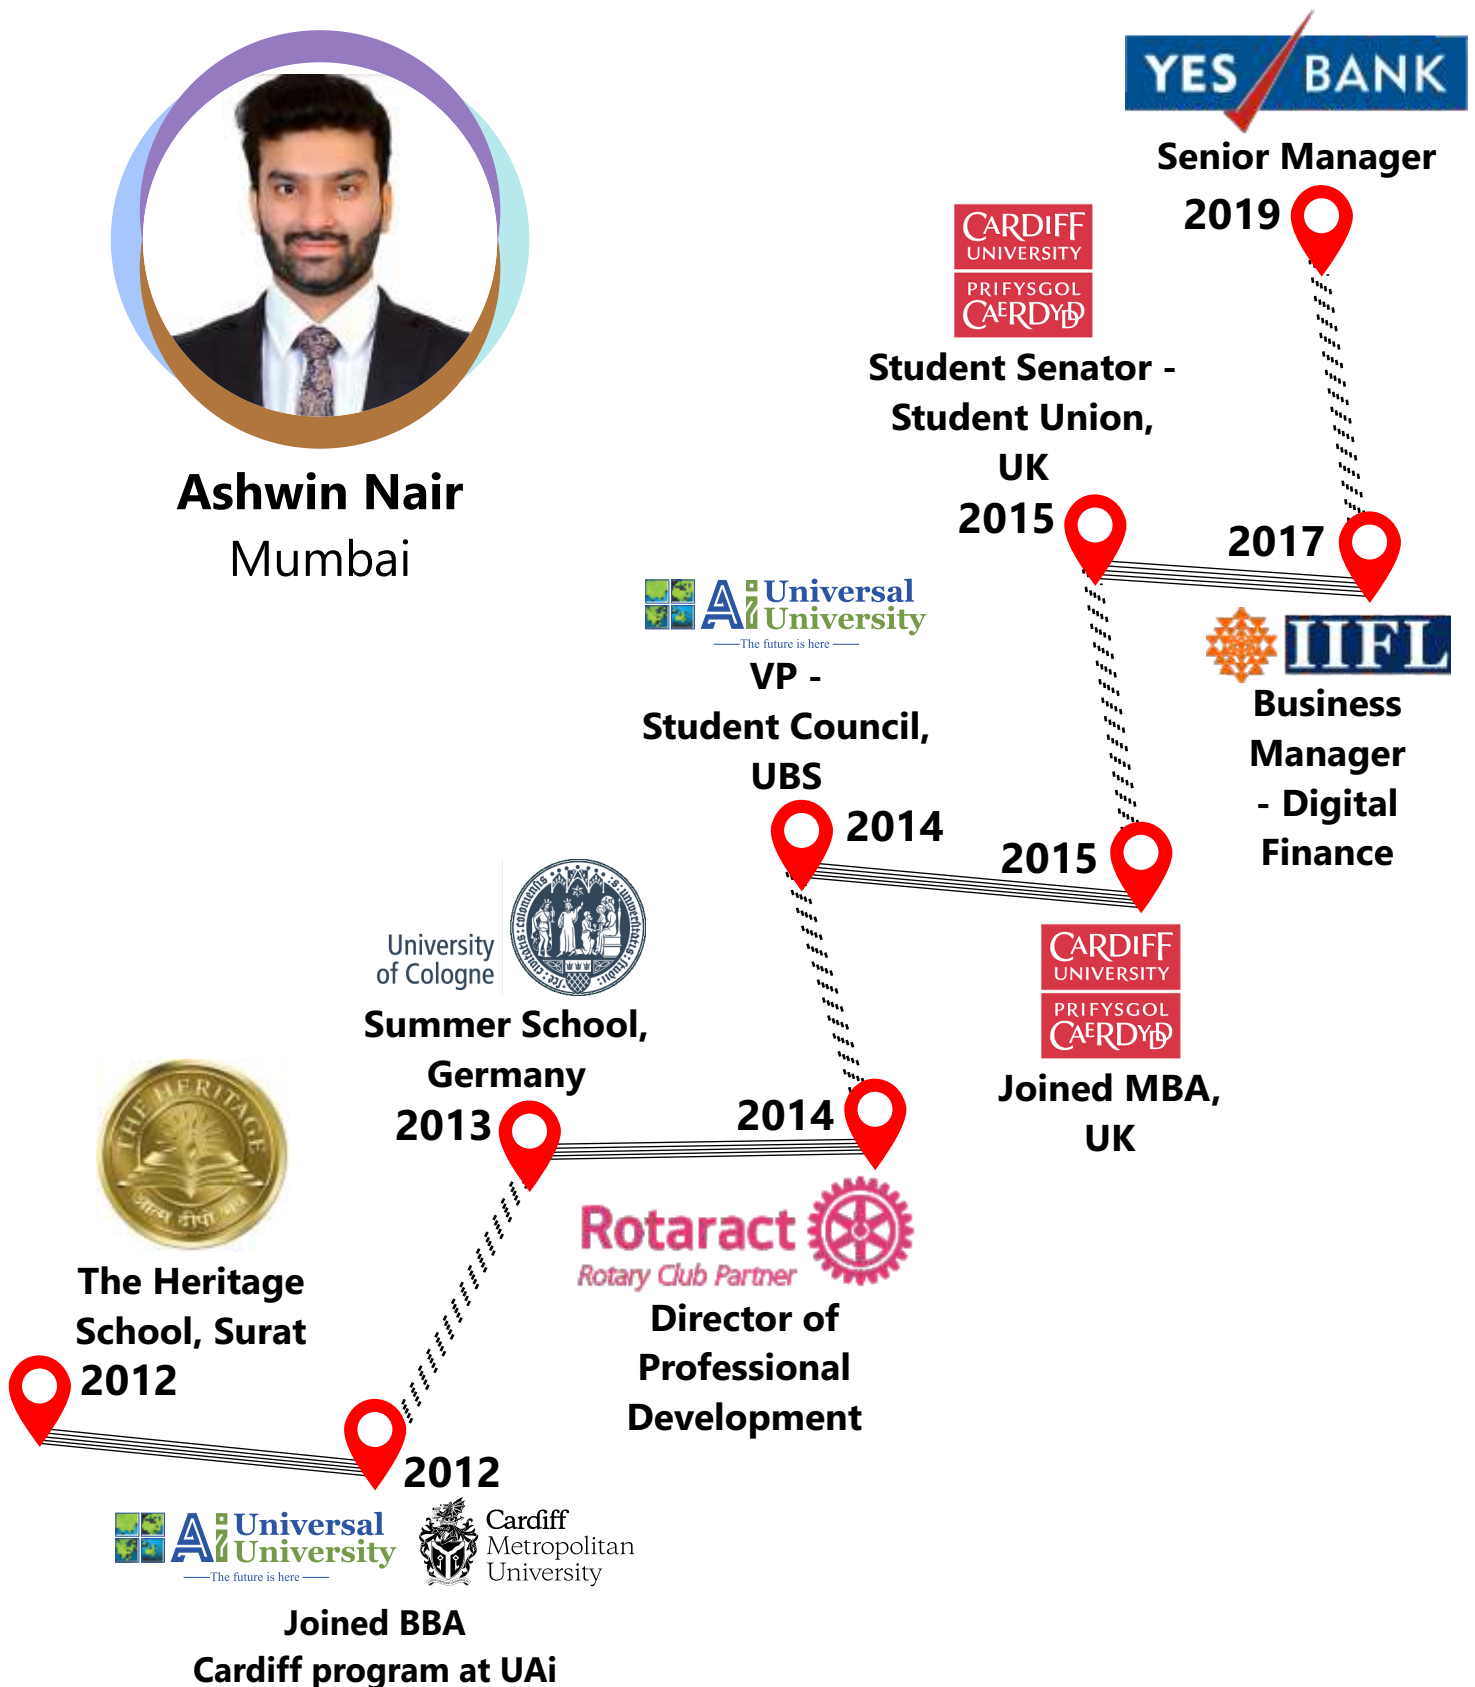 YES BANK
Senior Manager
2019
CARDIFF
UNIVERSITY
PRIFYSGOL
CAERDYDD
Student Senator -
Student Union,
UK
2015
2017
IIFL
Business
Manager
- Digital
Finance
Ashwin Nair
Mumbai
Ai Universal
University
The future is here
VP -
Student Council,
UBS
2014
2015
CARDIFF
UNIVERSITY
PRIFYSGOL
CAERDYDD
Joined MBA,
UK
University
of Cologne
Summer School,
Germany
2013
2014
Rotaract
Rotary Club Partner
Director of
Professional
Development
THE HERITAGE
The Heritage
School, Surat
2012
2012
Ai Universal
University
The future is here
Cardiff
Metropolitan
University
Joined BBA
Cardiff program at UAi